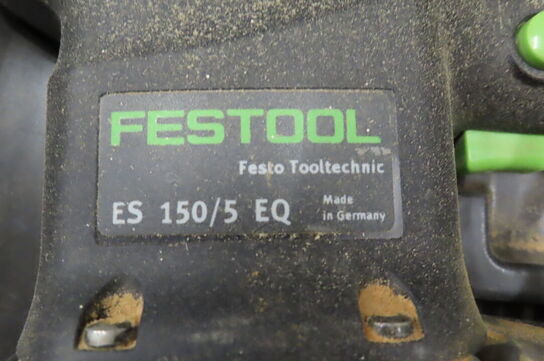 FESTOOL
Festo Tooltechnic
ES 150/5 EQ
Made
in Germany